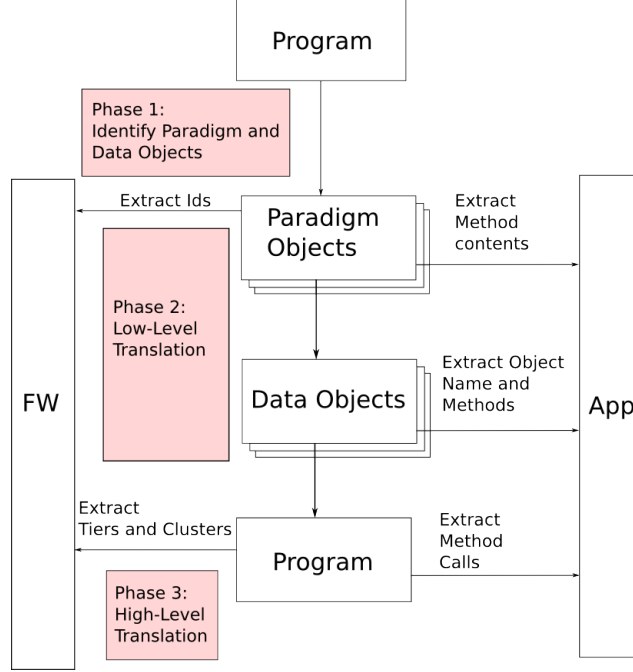 Program
Phase 1:
Identify Paradigm and
Data Objects
Extract Ids
Paradigm
Objects
Extract
Method
contents
Phase 2:
Low-Level
Translation
FW
Data Objects
Extract Object
Name and
Methods
App
Extract
Tiers and Clusters
Program
Extract
Method
Calls
Phase 3:
High-Level
Translation